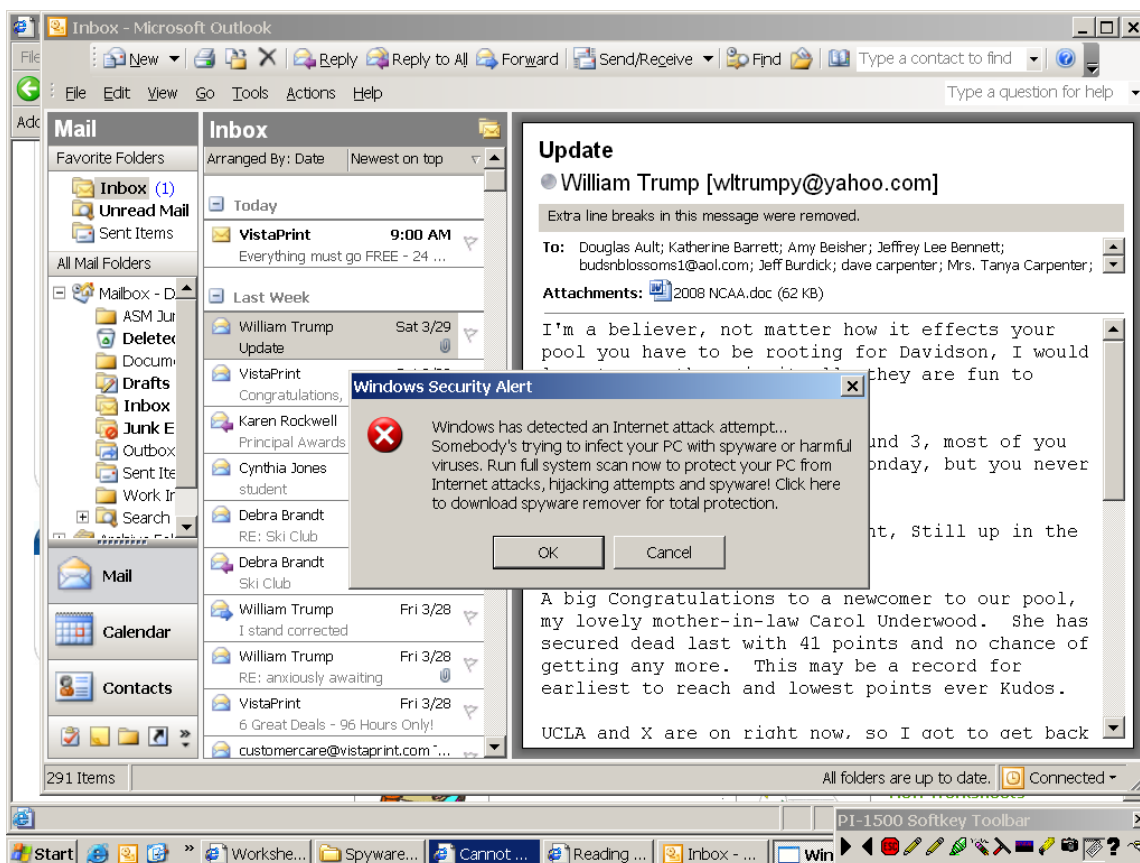 Inbox - Microsoft Outlook
File
New
Reply
Reply to All
Forward
Send/Receive
Find
Type a contact to find
File Edit View Go Tools Actions Help
Type a question for help
Mail
Favorite Folders
Inbox (1)
Unread Mail
Sent Items
All Mail Folders
Mailbox - D
ASM Jur
Deleted
Docum
Drafts
Inbox
Junk E
Outbox
Sent Ite
Work Ir
Search
Mail
Calendar
Contacts
Inbox
Arranged By: Date Newest on top
Today
VistaPrint 9:00 AM
Everything must go FREE - 24 ...
Last Week
William Trump Sat 3/29
Update
VistaPrint
Congratulations,
Karen Rockwell
Principal Awards
Cynthia Jones
student
Debra Brandt
RE: Ski Club
Debra Brandt
Ski Club
William Trump Fri 3/28
I stand corrected
William Trump Fri 3/28
RE: anxiously awaiting
VistaPrint Fri 3/28
6 Great Deals - 96 Hours Only!
customercare@vistaprint.com
Update
William Trump [wltrumpy@yahoo.com]
Extra line breaks in this message were removed.
To: Douglas Ault; Katherine Barrett; Amy Beisher; Jeffrey Lee Bennett;
budsnblossoms1@aol.com; Jeff Burdick; dave carpenter; Mrs. Tanya Carpenter;
Attachments: 2008 NCAA.doc (62 KB)
I'm a believer, not matter how it effects your
pool you have to be rooting for Davidson, I would
they are fun to
und 3, most of you
onday, but you never
nt, Still up in the
A big Congratulations to a newcomer to our pool,
my lovely mother-in-law Carol Underwood. She has
secured dead last with 41 points and no chance of
getting any more. This may be a record for
earliest to reach and lowest points ever Kudos.
UCLA and X are on right now, so I got to get back
Windows Security Alert
Windows has detected an Internet attack attempt...
Somebody's trying to infect your PC with spyware or harmful
viruses. Run full system scan now to protect your PC from
Internet attacks, hijacking attempts and spyware! Click here
to download spyware remover for total protection.
OK
Cancel
291 Items
All folders are up to date.
Connected
PI-1500 Softkey Toolbar
Start
Workshe...
Spyware...
Cannot ...
Reading ...
Inbox - ...
Win